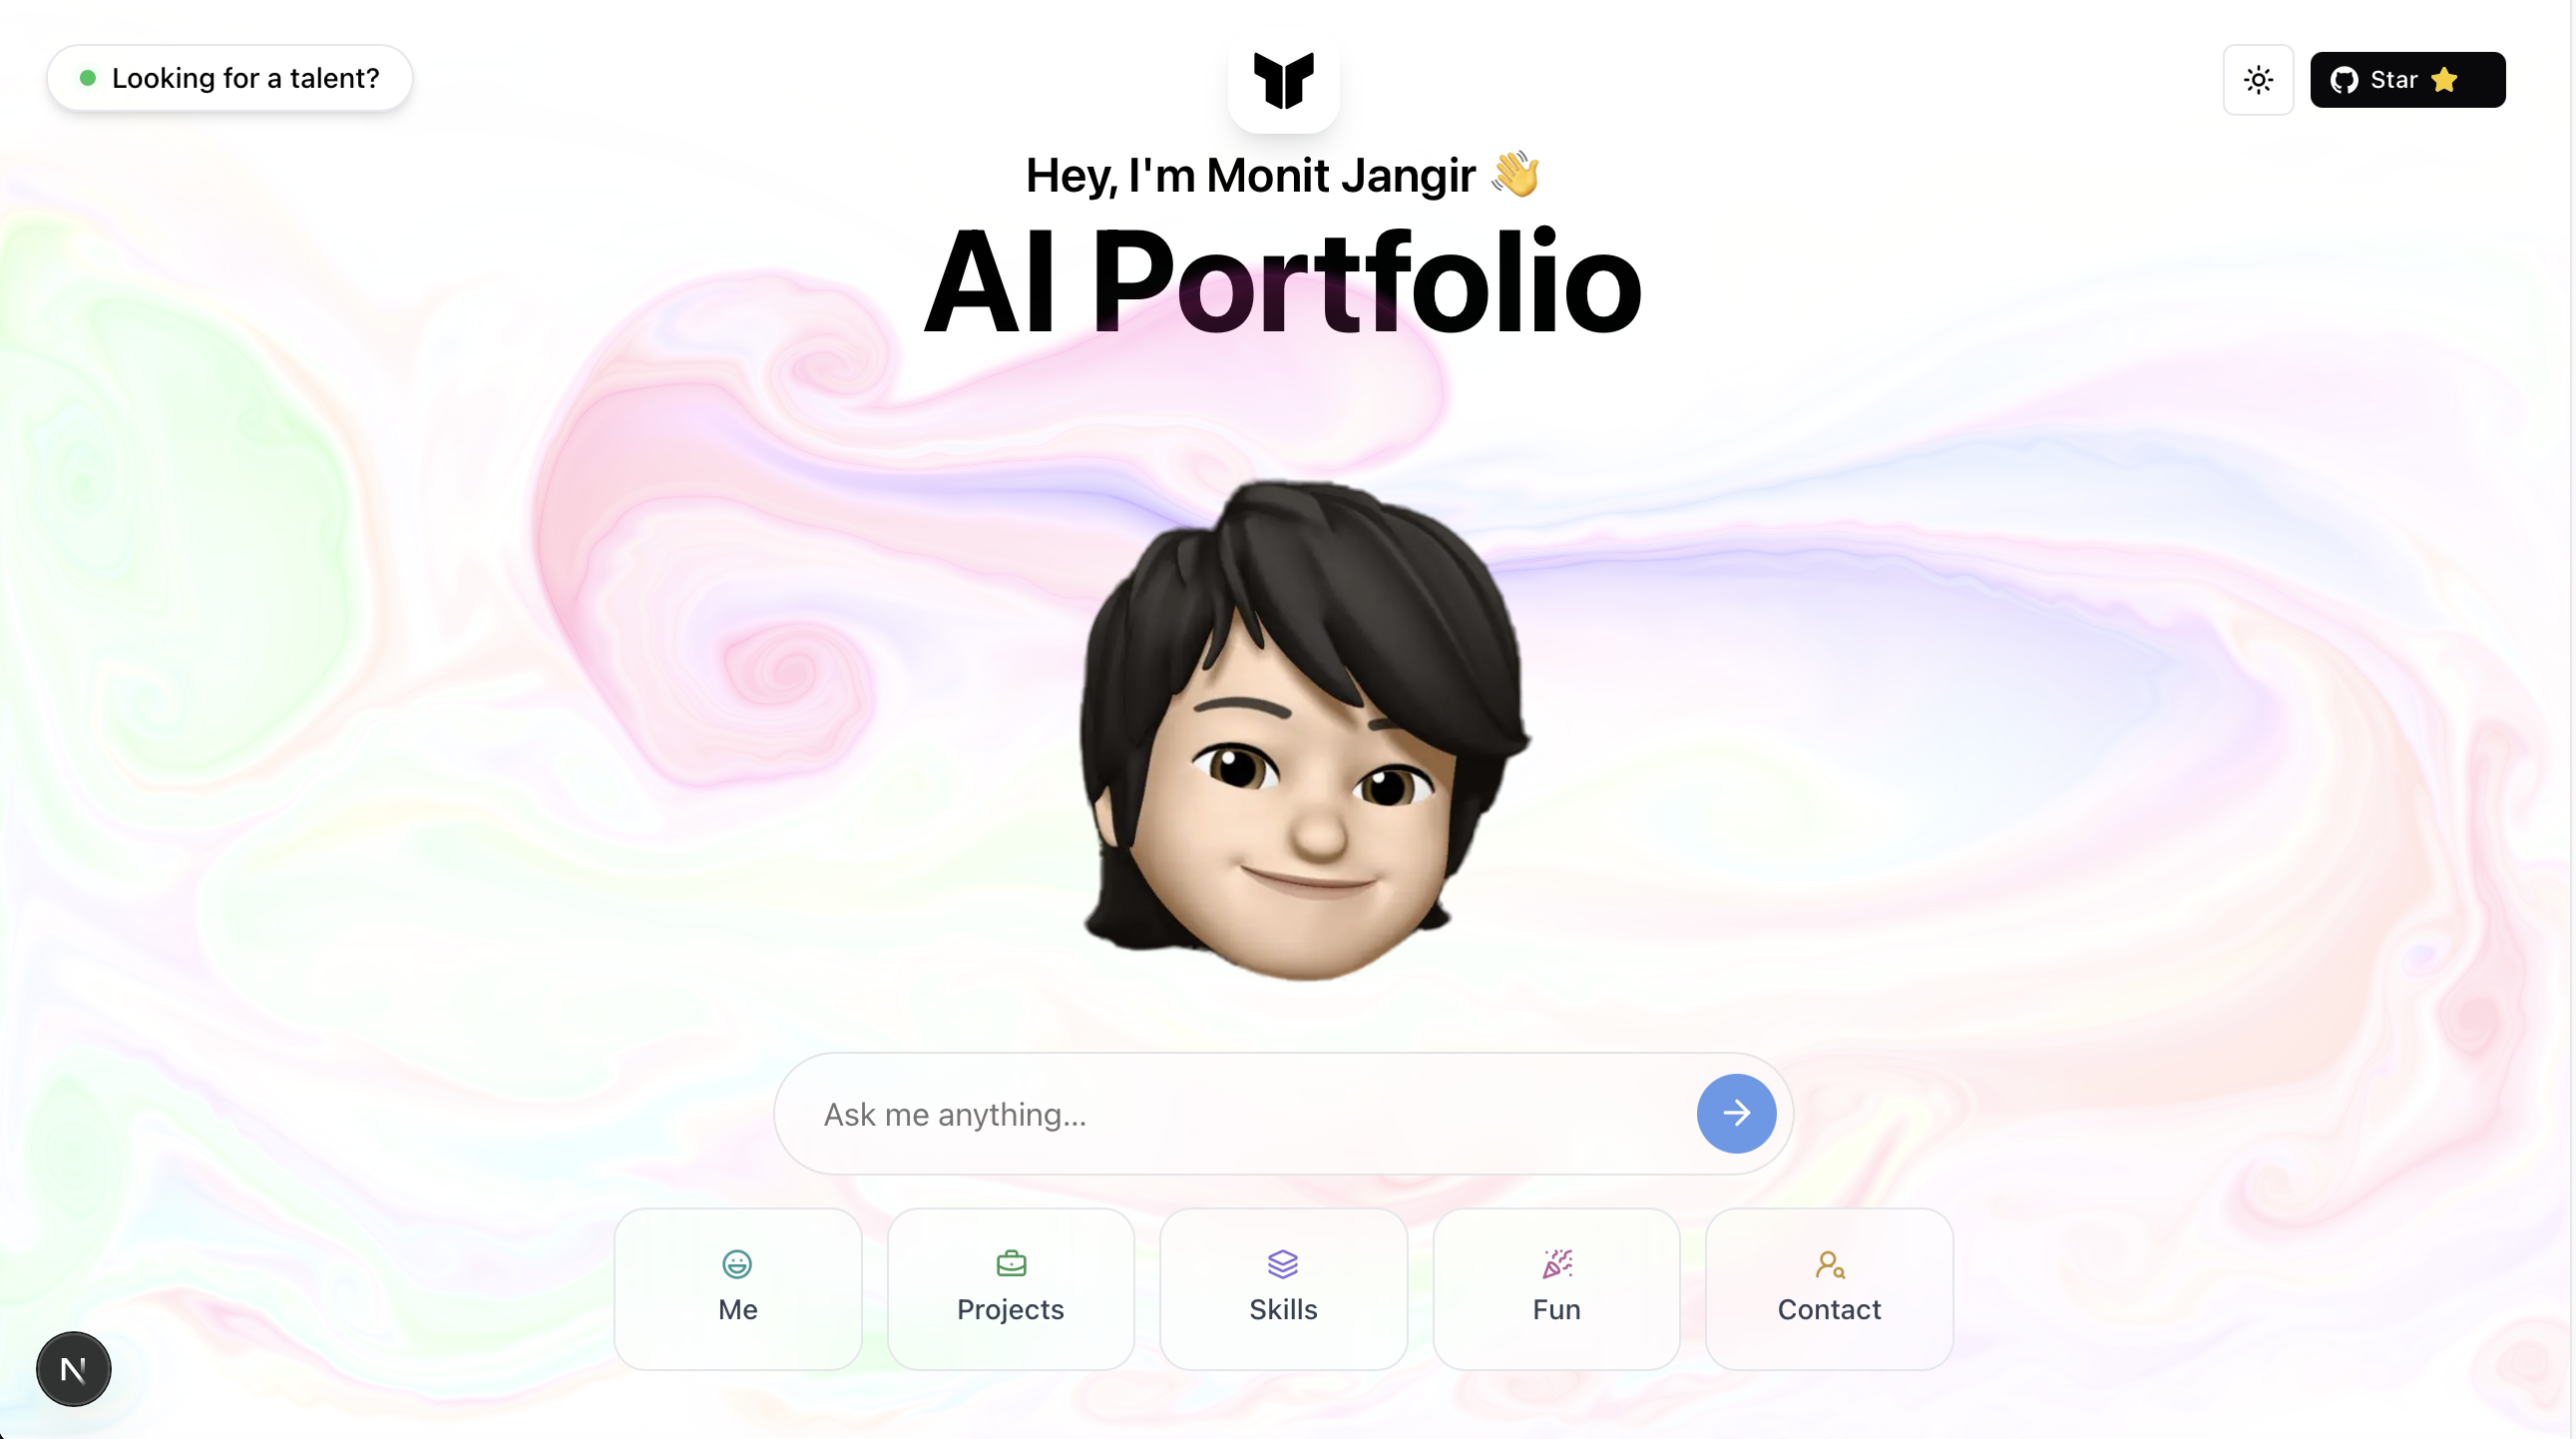 Looking for a talent?
Star ⭐
Hey, I'm Monit Jangir 👋
AI Portfolio
Ask me anything...
Me
Projects
Skills
Fun
Contact
N